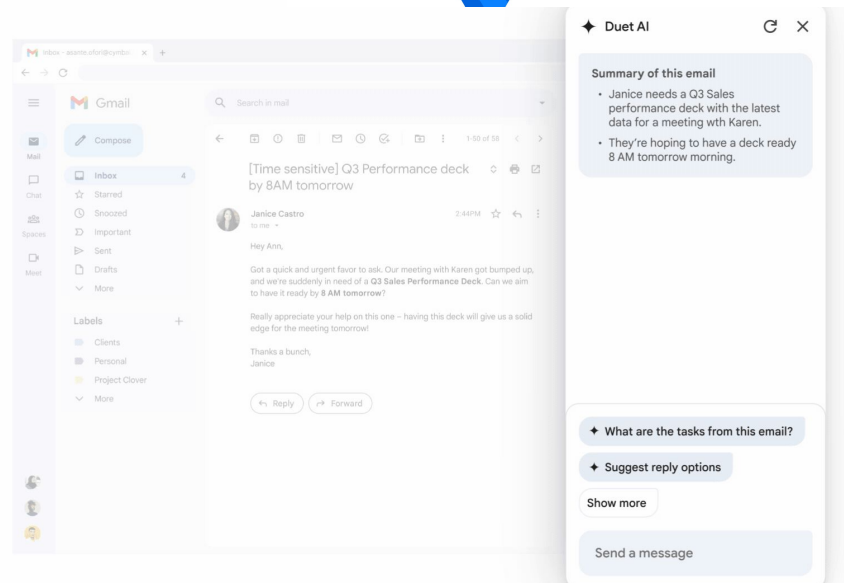 Inbox - asame.ufori@cymbo
Gmail
Search in mail
Compose
1-50 of 58
Mail
Chat
Spaces
Meet
Inbox 4
Starred
Snoozed
Important
Sent
Drafts
More
Labels
Clients
Personal
Project Clover
More
[Time sensitive] Q3 Performance deck
by 8AM tomorrow
Janice Castro
2:44PM
to me
Hey Ann,
Got a quick and urgent favor to ask. Our meeting with Karen got bumped up,
and we're suddenly in need of a Q3 Sales Performance Deck. Can we aim
to have it ready by 8 AM tomorrow?
Really appreciate your help on this one – having this deck will give us a solid
edge for the meeting tomorrow!
Thanks a bunch,
Janice
Reply
Forward
Duet AI
Summary of this email
• Janice needs a Q3 Sales
performance deck with the latest
data for a meeting wth Karen.
• They're hoping to have a deck ready
8 AM tomorrow morning.
What are the tasks from this email?
Suggest reply options
Show more
Send a message